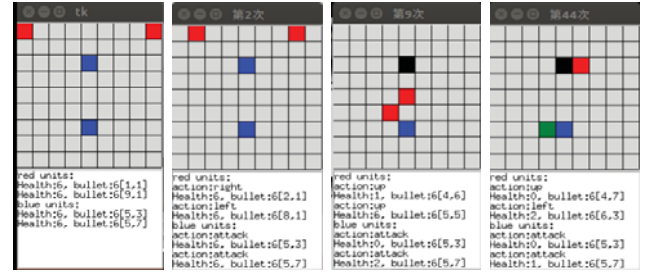 tk
red units:
Health:6, bullet:6[1,1]
Health:6, bullet:6[9,1]
blue units:
Health:6, bullet:6[5,3]
Health:6, bullet:6[5,7]
第2次
red units:
action:right
Health:6, bullet:6[2,1]
action:left
Health:6, bullet:6[8,1]
blue units:
action:attack
Health:6, bullet:6[5,3]
action:attack
Health:6, bullet:6[5,7]
第9次
red units:
action:up
Health:1, bullet:6[4,6]
action:up
Health:6, bullet:6[5,5]
blue units:
action:attack
Health:0, bullet:6[5,3]
action:attack
Health:2, bullet:6[5,7]
第44次
red units:
action:up
Health:0, bullet:6[4,7]
action:left
Health:2, bullet:6[6,3]
blue units:
action:attack
Health:0, bullet:6[5,3]
action:attack
Health:1, bullet:6[5,7]